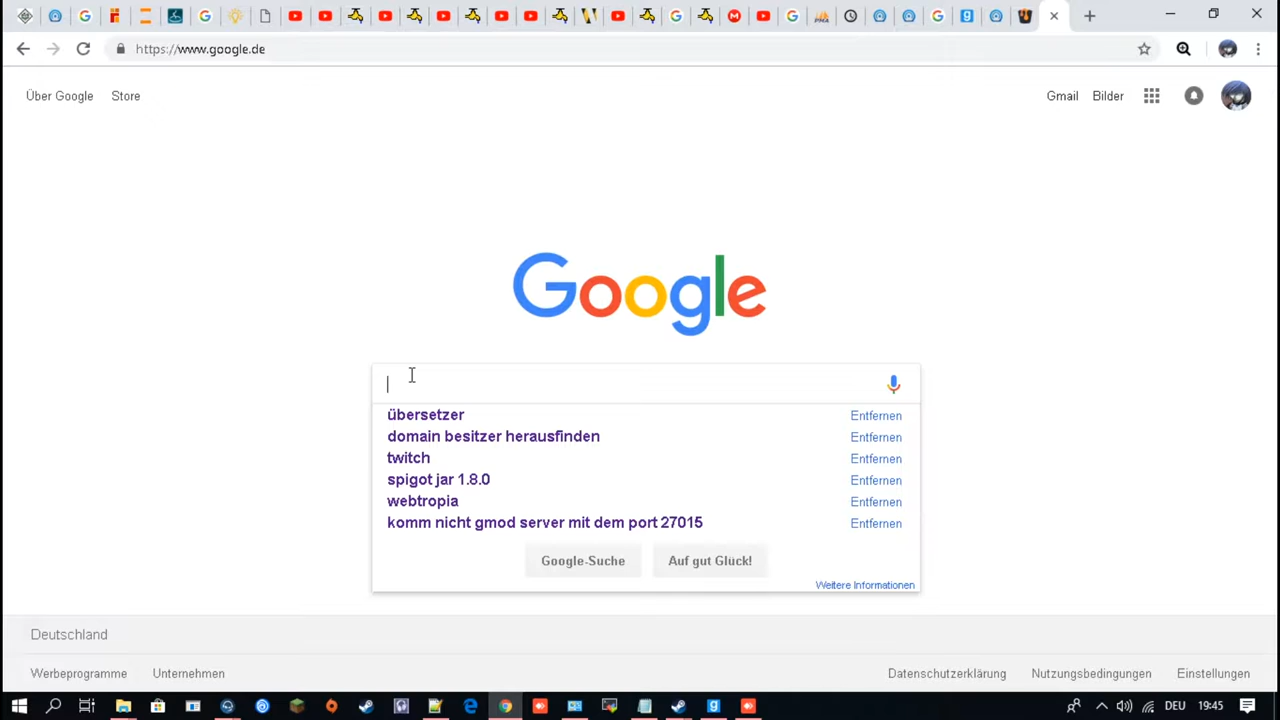 https://www.google.de
Über Google Store
Gmail Bilder
Google
übersetzer Entfernen
domain besitzer herausfinden Entfernen
twitch Entfernen
spigot jar 1.8.0 Entfernen
webtropia Entfernen
komm nicht gmod server mit dem port 27015 Entfernen
Google-Suche Auf gut Glück!
Weitere Informationen
Deutschland
Werbeprogramme Unternehmen Datenschutzerklärung Nutzungsbedingungen Einstellungen
DEU 19:45